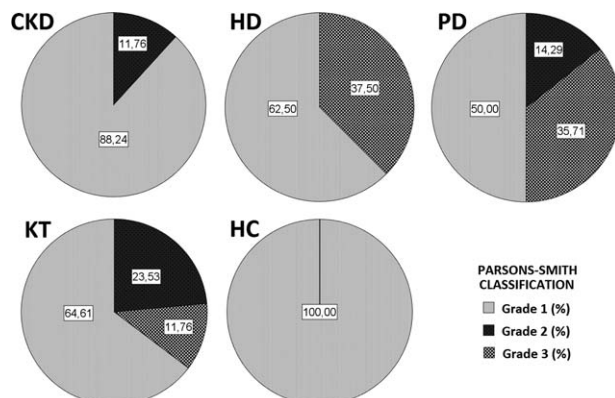 CKD
11,76
88,24
HD
37,50
62,50
PD
14,29
50,00
35,71
KT
23,53
64,61
11,76
HC
100,00
PARSONS-SMITH
CLASSIFICATION
Grade 1 (%)
Grade 2 (%)
Grade 3 (%)